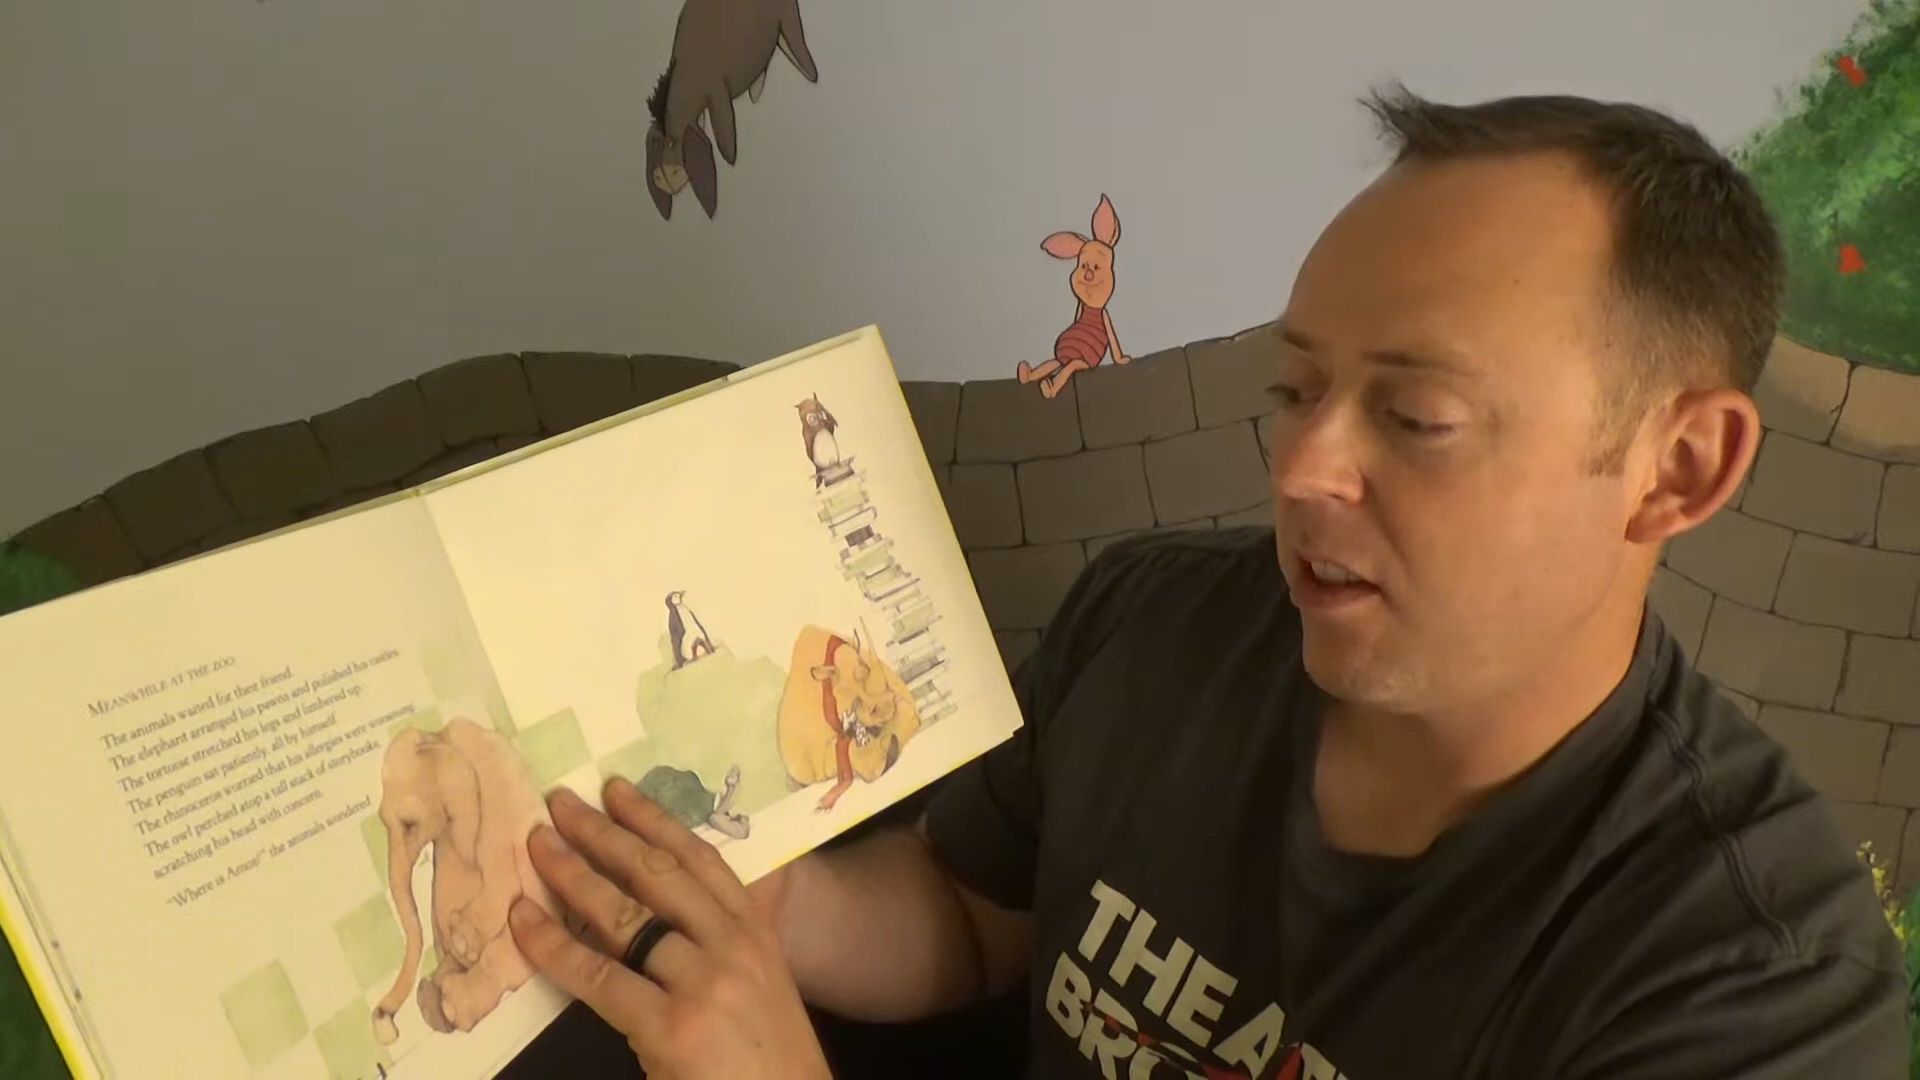 MEANWHILE AT THE ZOO
The animals waited for their friend.
The elephant arranged his pawns and polished his castles
The tortoise stretched his legs and limbered up.
The penguin sat patiently, all by himself.
The rhinoceros worried that his allergies were worsening
The owl perched atop a tall stack of storybooks,
scratching his head with concern.
"Where is Amos?" the animals wondered
THE
BRO